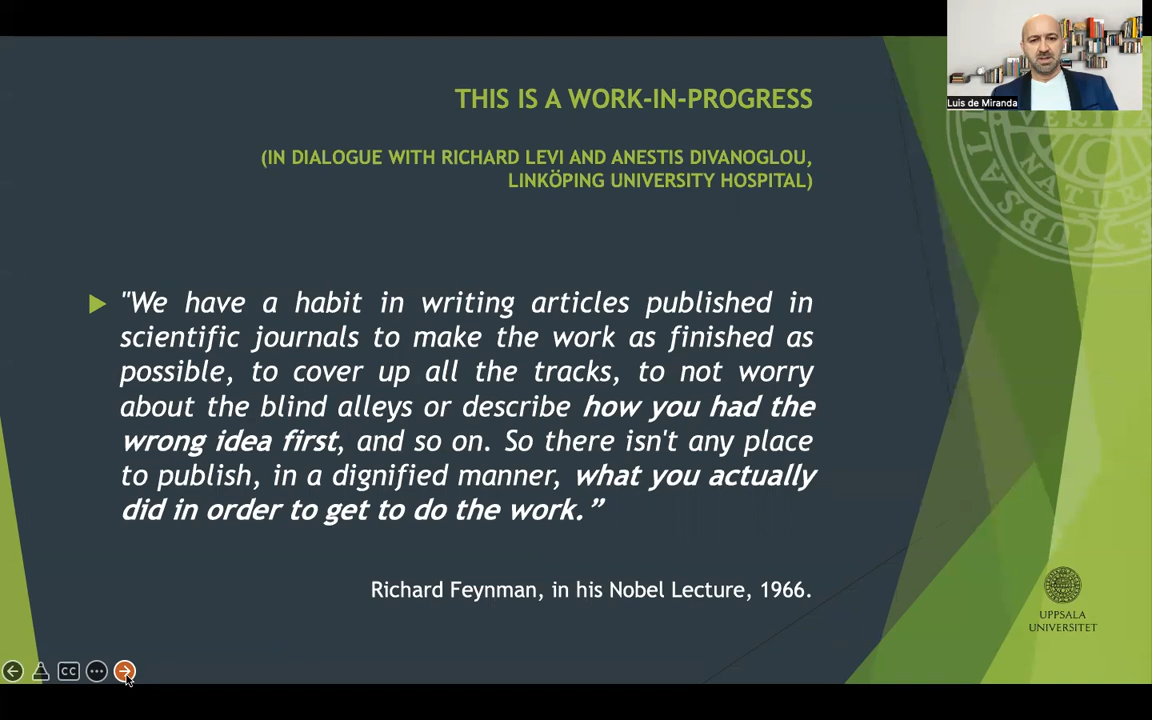 Luis de Miranda
THIS IS A WORK-IN-PROGRESS
(IN DIALOGUE WITH RICHARD LEVI AND ANESTIS DIVANOGLOU,
LINKÖPING UNIVERSITY HOSPITAL)
"We have a habit in writing articles published in
scientific journals to make the work as finished as
possible, to cover up all the tracks, to not worry
about the blind alleys or describe how you had the
wrong idea first, and so on. So there isn't any place
to publish, in a dignified manner, what you actually
did in order to get to do the work.”
Richard Feynman, in his Nobel Lecture, 1966.
UPPSALA
UNIVERSITET
CC